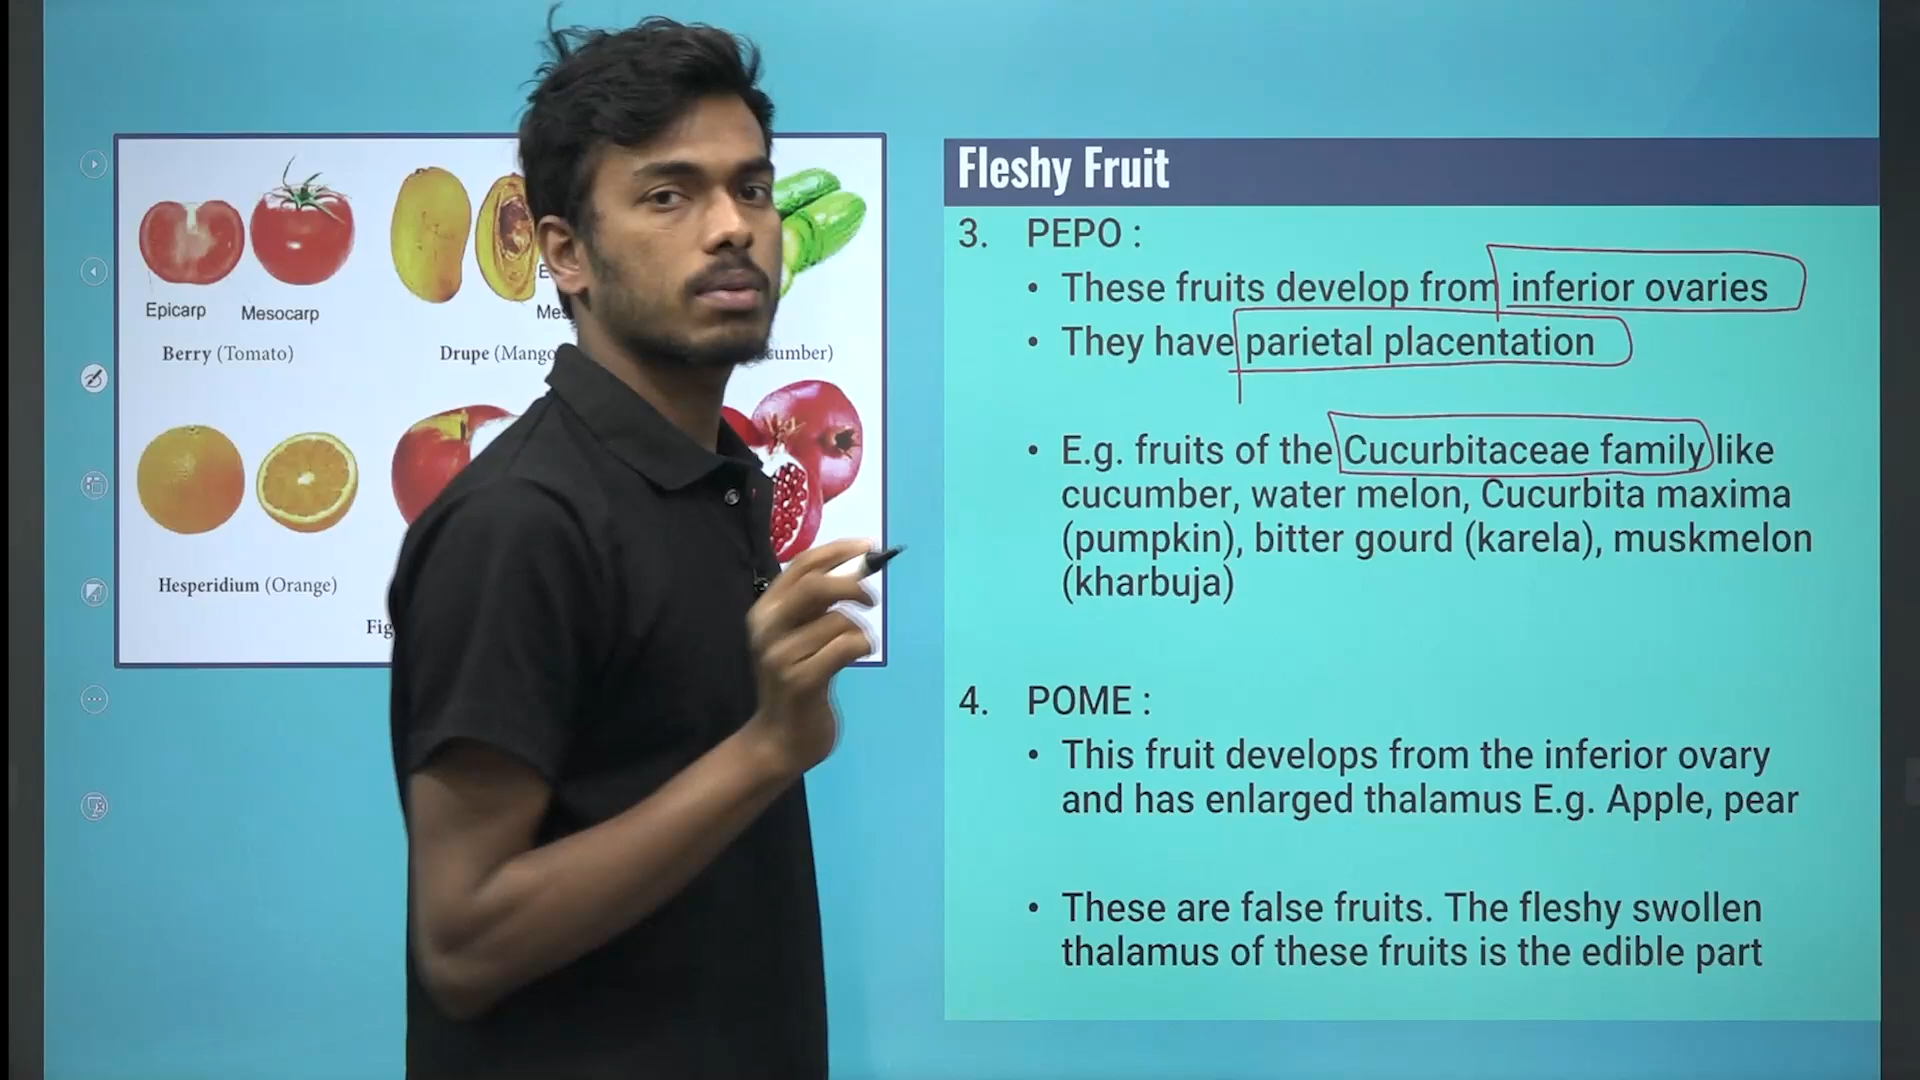 Epicarp
Mesocarp
Berry (Tomato)
Drupe (Mango
Hesperidium (Orange)
Fig
Fleshy Fruit
3. PEPO :
• These fruits develop from inferior ovaries
• They have parietal placentation
• E.g. fruits of the Cucurbitaceae family like
cucumber, water melon, Cucurbita maxima
(pumpkin), bitter gourd (karela), muskmelon
(kharbuja)
4. POME :
• This fruit develops from the inferior ovary
and has enlarged thalamus E.g. Apple, pear
• These are false fruits. The fleshy swollen
thalamus of these fruits is the edible part